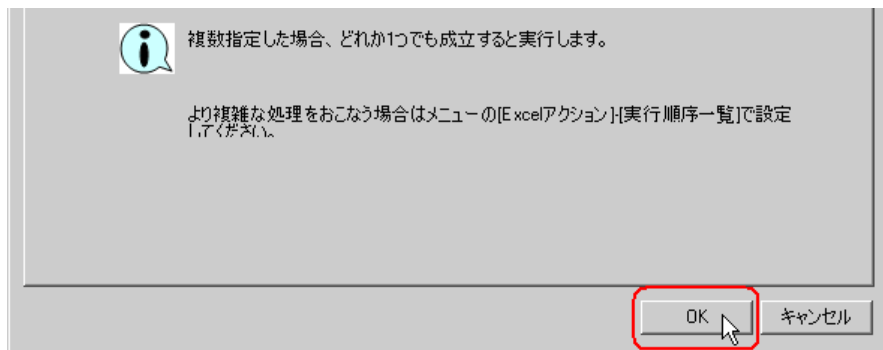 複数指定した場合、どれか1つでも成立すると実行します。
より複雑な処理をおこなう場合はメニューの[Excelアクション]-[実行順序一覧]で設定
してください。
OK
キャンセル